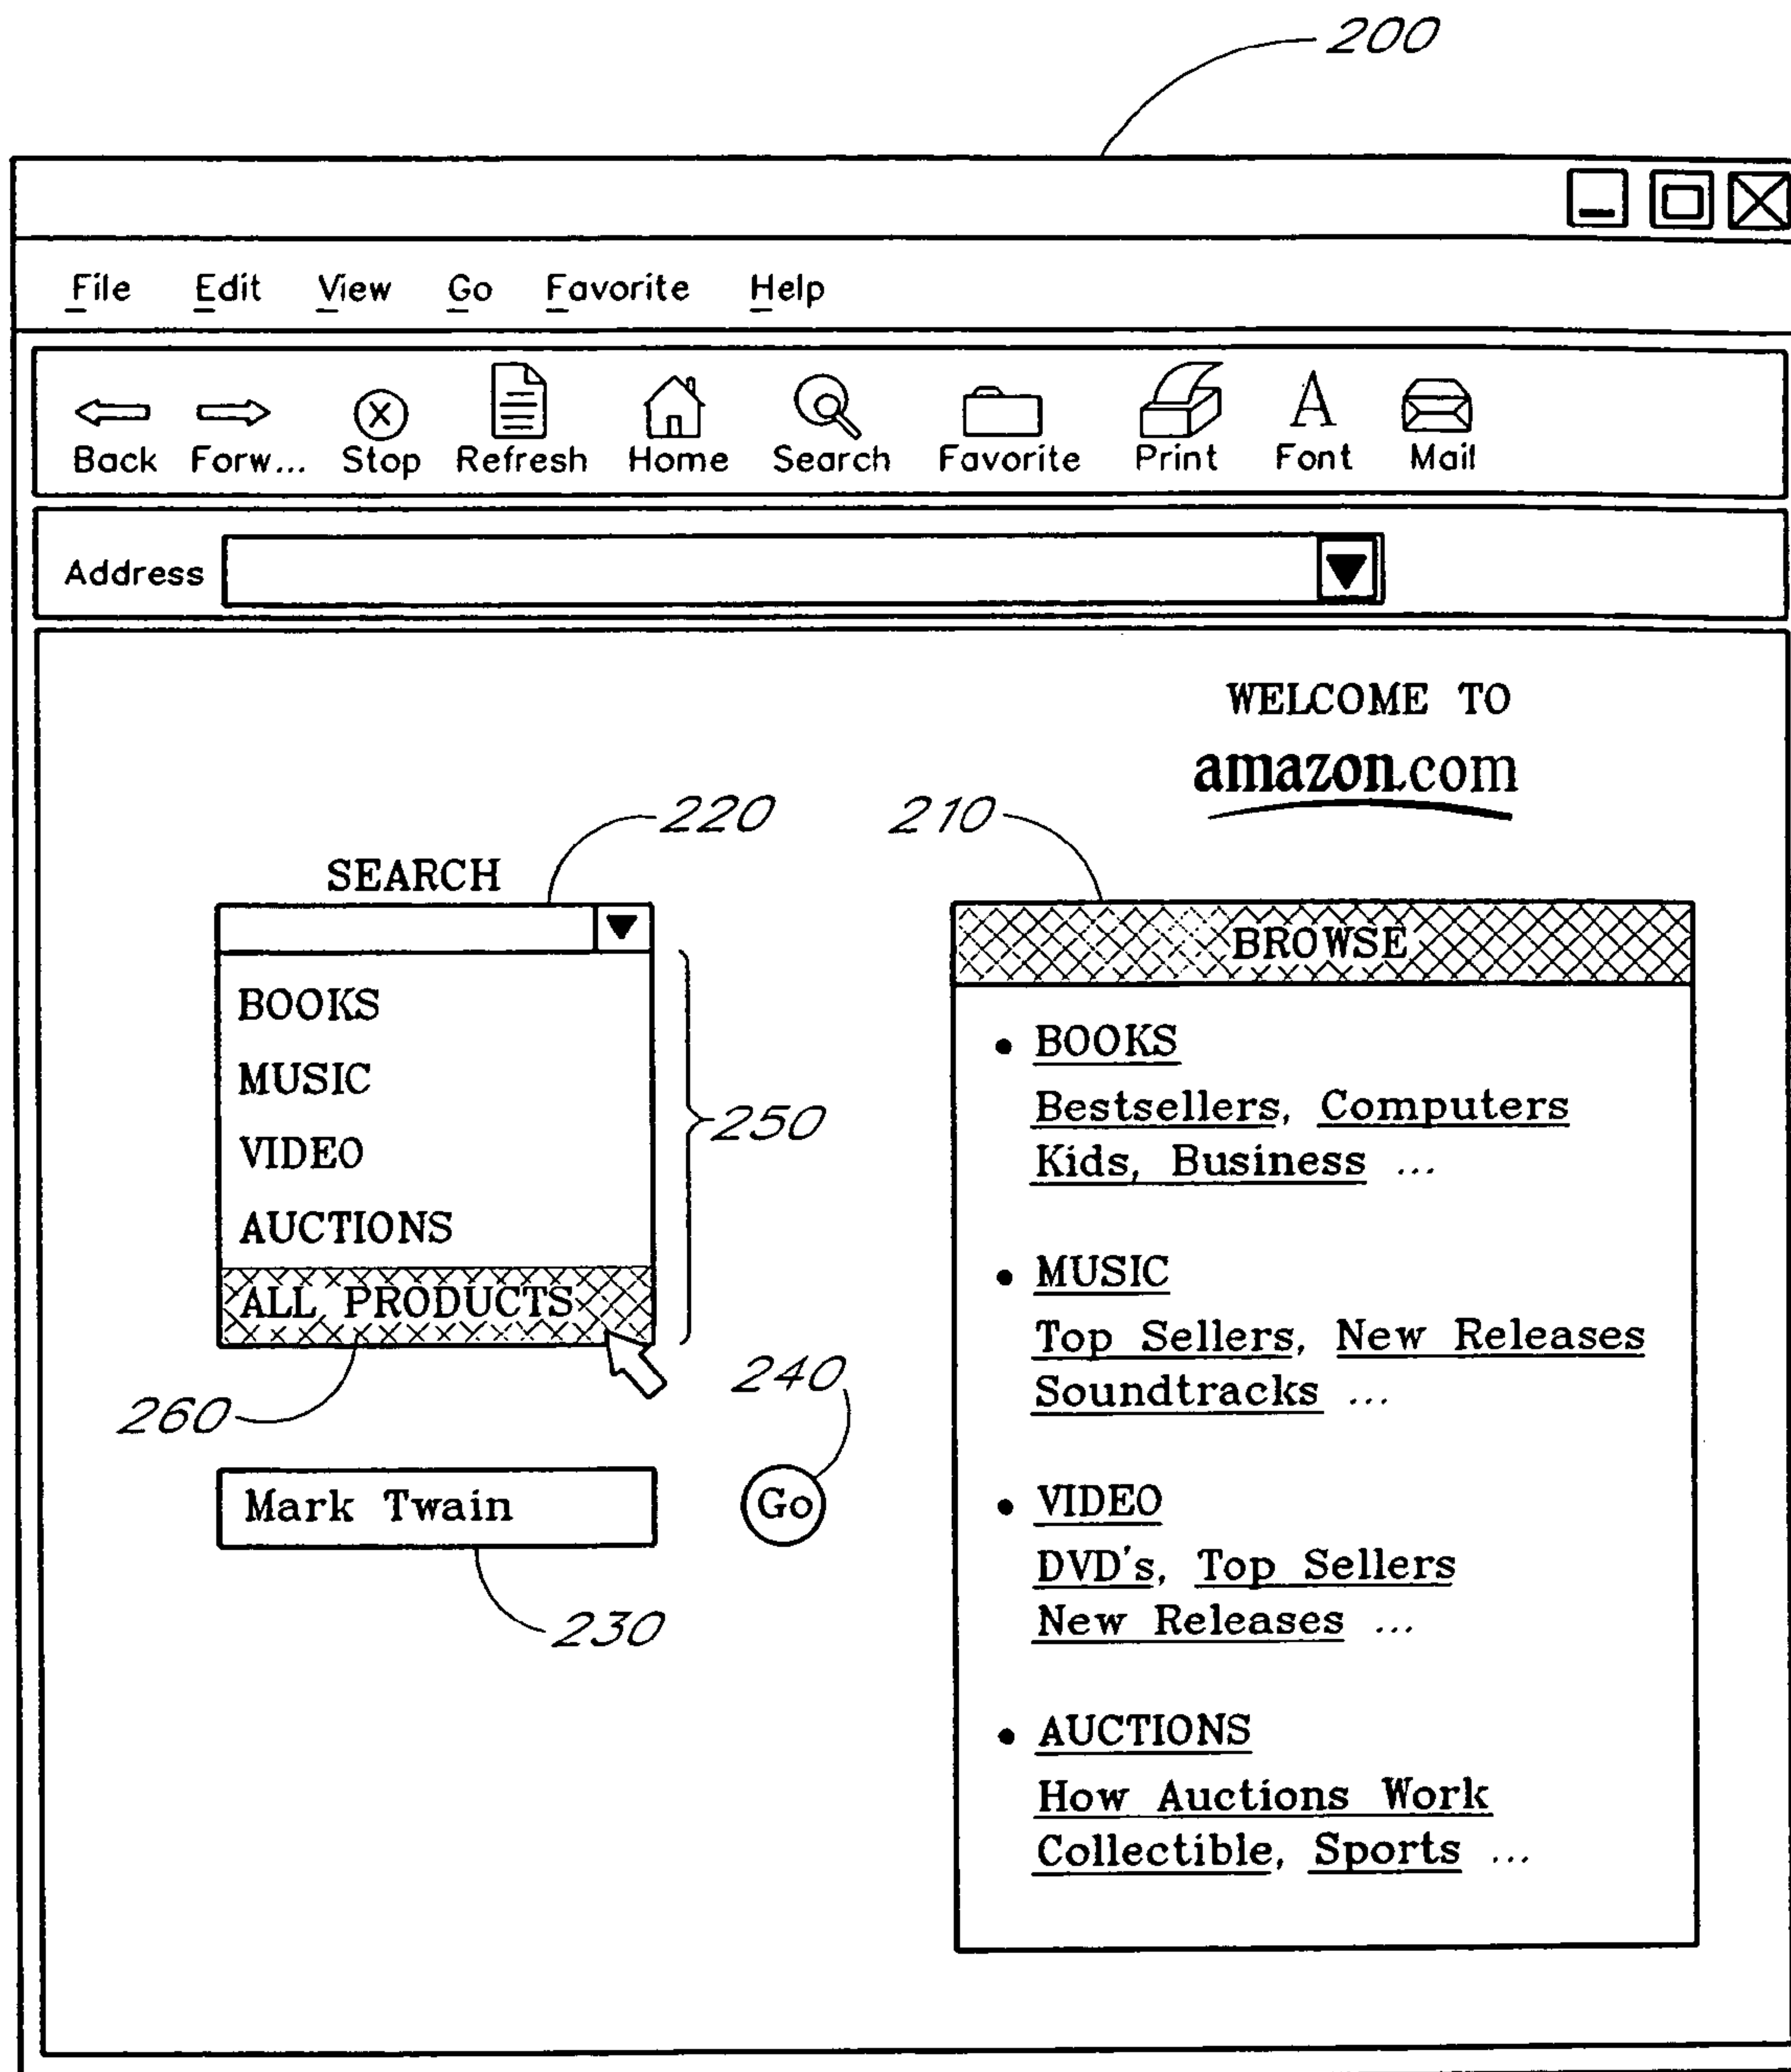 200
File Edit View Go Favorite Help
Back Forw... Stop Refresh Home Search Favorite Print Font Mail
Address
WELCOME TO
amazon.com
220
210
SEARCH
BROWSE
BOOKS
MUSIC
VIDEO
AUCTIONS
ALL PRODUCTS
250
260
240
Mark Twain
Go
230
• BOOKS
Bestsellers, Computers
Kids, Business ...
• MUSIC
Top Sellers, New Releases
Soundtracks ...
• VIDEO
DVD's, Top Sellers
New Releases ...
• AUCTIONS
How Auctions Work
Collectible, Sports ...